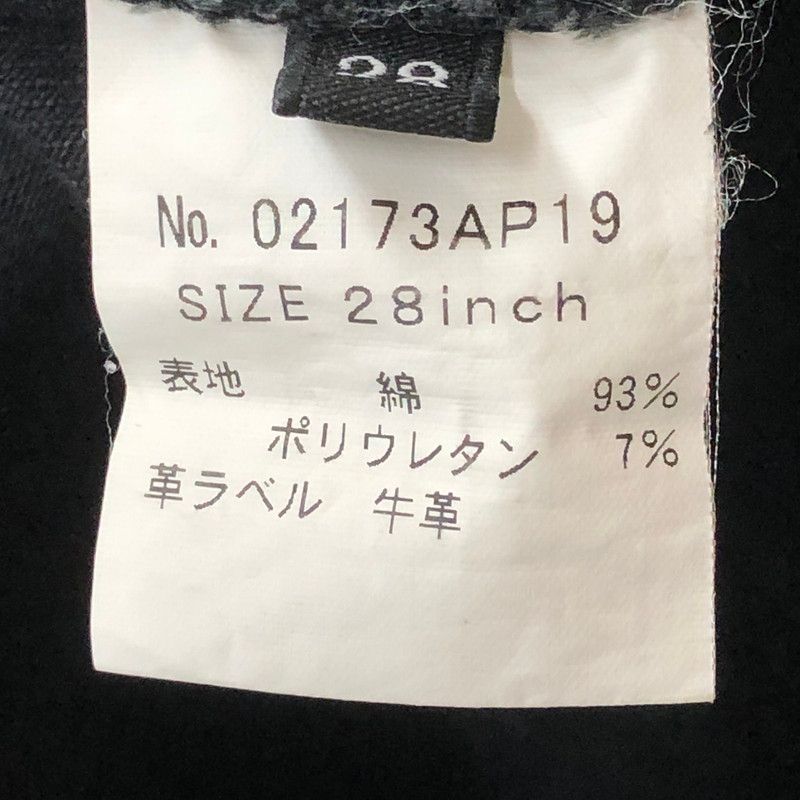 28
No. 02173AP19
SIZE 28inch
表地 綿 93%
ポリウレタン 7%
革ラベル 牛革